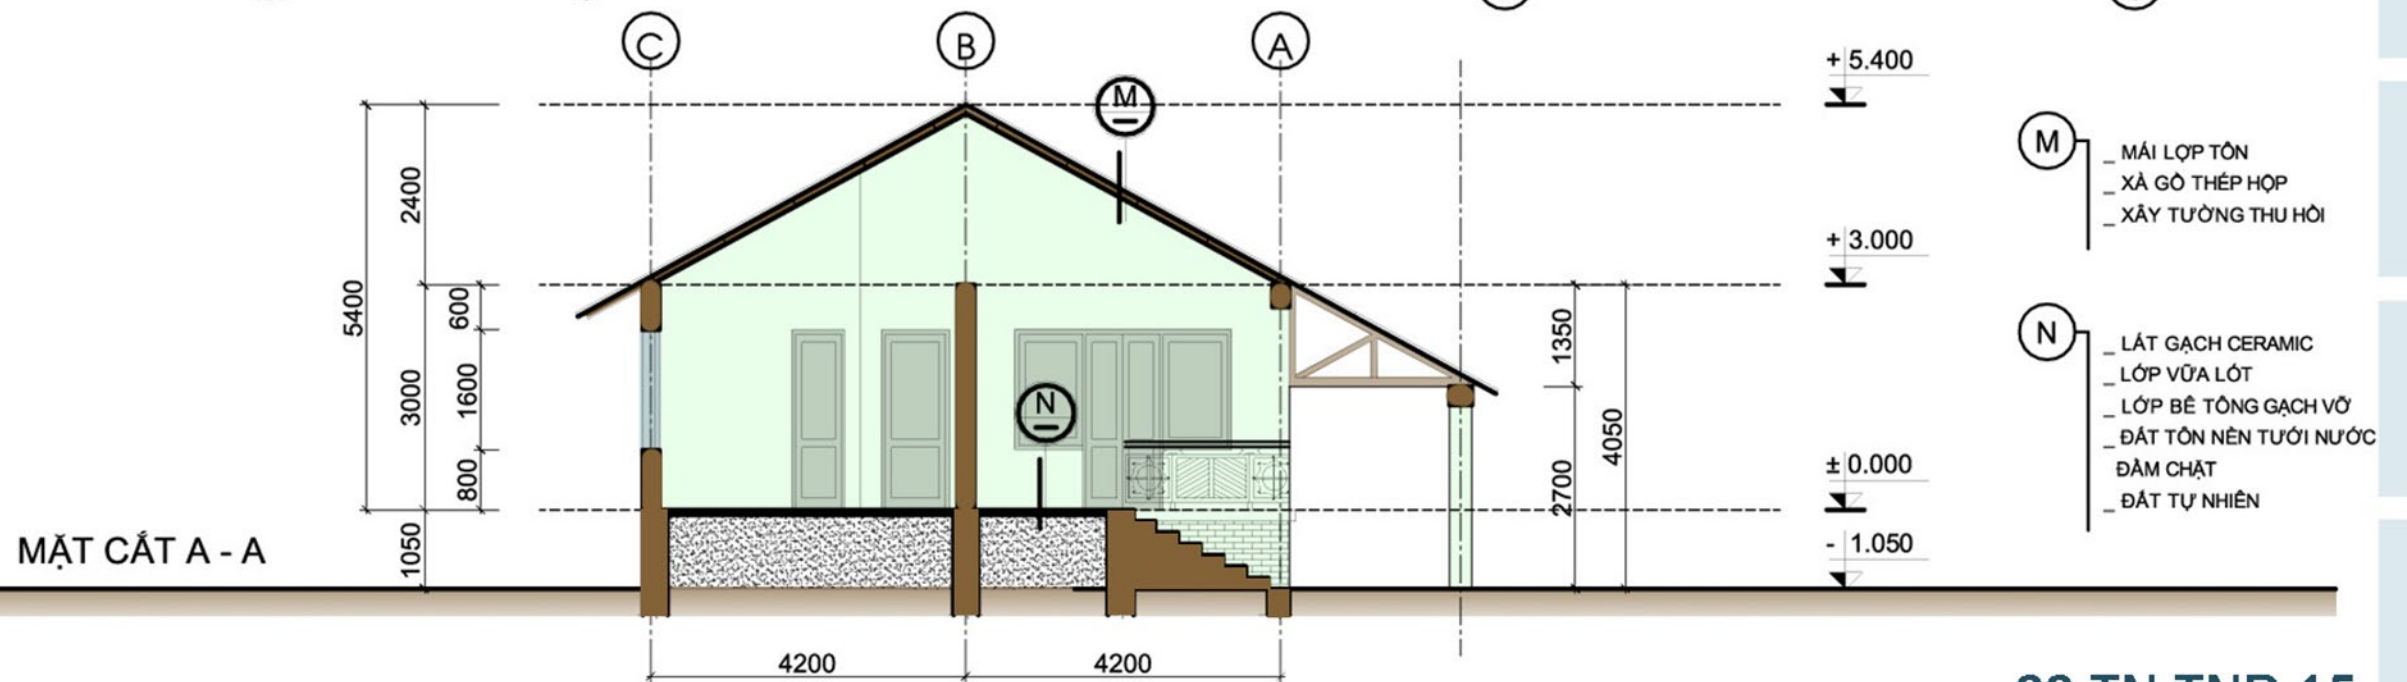 C
B
A
+ 5.400
M
M
MÁI LỢP TÔN
XÀ GỒ THÉP HỘP
XÂY TƯỜNG THU HỒI
2400
+ 3.000
5400
600
1350
N
LÁT GẠCH CERAMIC
LỚP VỮA LÓT
LỚP BÊ TÔNG GẠCH VỠ
ĐẤT TÔN NỀN TƯỚI NƯỚC
ĐẦM CHẶT
ĐẤT TỰ NHIÊN
3000
1600
N
4050
800
2700
± 0.000
MẶT CẮT A - A
1050
- 1.050
4200
4200